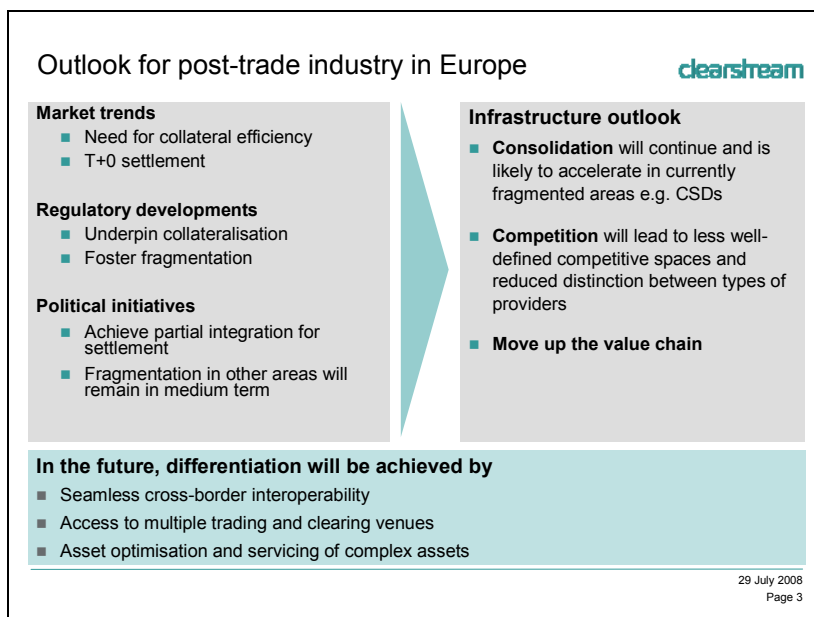 Outlook for post-trade industry in Europe
clearstream
Market trends
■ Need for collateral efficiency
■ T+0 settlement
Regulatory developments
■ Underpin collateralisation
■ Foster fragmentation
Political initiatives
■ Achieve partial integration for
settlement
■ Fragmentation in other areas will
remain in medium term
Infrastructure outlook
■ Consolidation will continue and is
likely to accelerate in currently
fragmented areas e.g. CSDs
■ Competition will lead to less well-
defined competitive spaces and
reduced distinction between types of
providers
■ Move up the value chain
In the future, differentiation will be achieved by
■ Seamless cross-border interoperability
■ Access to multiple trading and clearing venues
■ Asset optimisation and servicing of complex assets
29 July 2008
Page 3